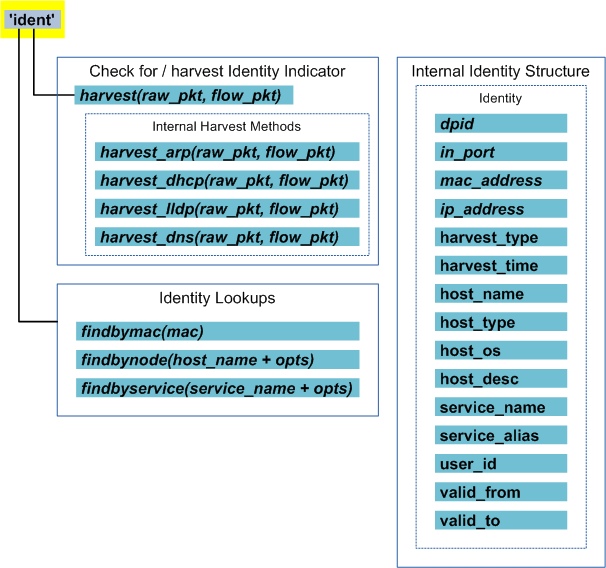 'ident'
Check for / harvest Identity Indicator
harvest(raw_pkt, flow_pkt)
Internal Harvest Methods
harvest_arp(raw_pkt, flow_pkt)
harvest_dhcp(raw_pkt, flow_pkt)
harvest_lldp(raw_pkt, flow_pkt)
harvest_dns(raw_pkt, flow_pkt)
Identity Lookups
findbymac(mac)
findbynode(host_name + opts)
findbyservice(service_name + opts)
Internal Identity Structure
Identity
dpid
in_port
mac_address
ip_address
harvest_type
harvest_time
host_name
host_type
host_os
host_desc
service_name
service_alias
user_id
valid_from
valid_to